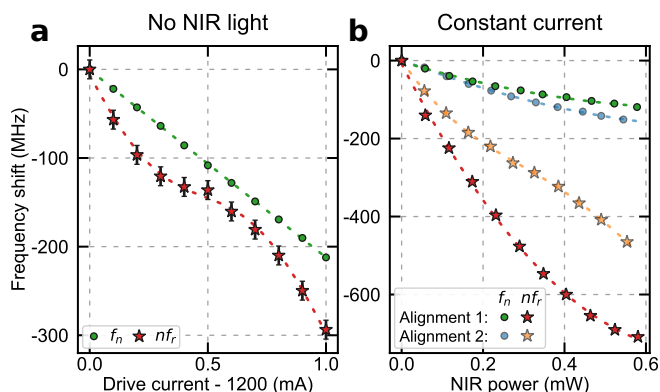 a
No NIR light
b
Constant current
Frequency shift (MHz)
0
-100
-200
-300
0.0
0.5
1.0
Drive current - 1200 (mA)
fn
nfr
0
-200
-400
-600
0.0
0.2
0.4
0.6
NIR power (mW)
fn nfr
Alignment 1:
Alignment 2: